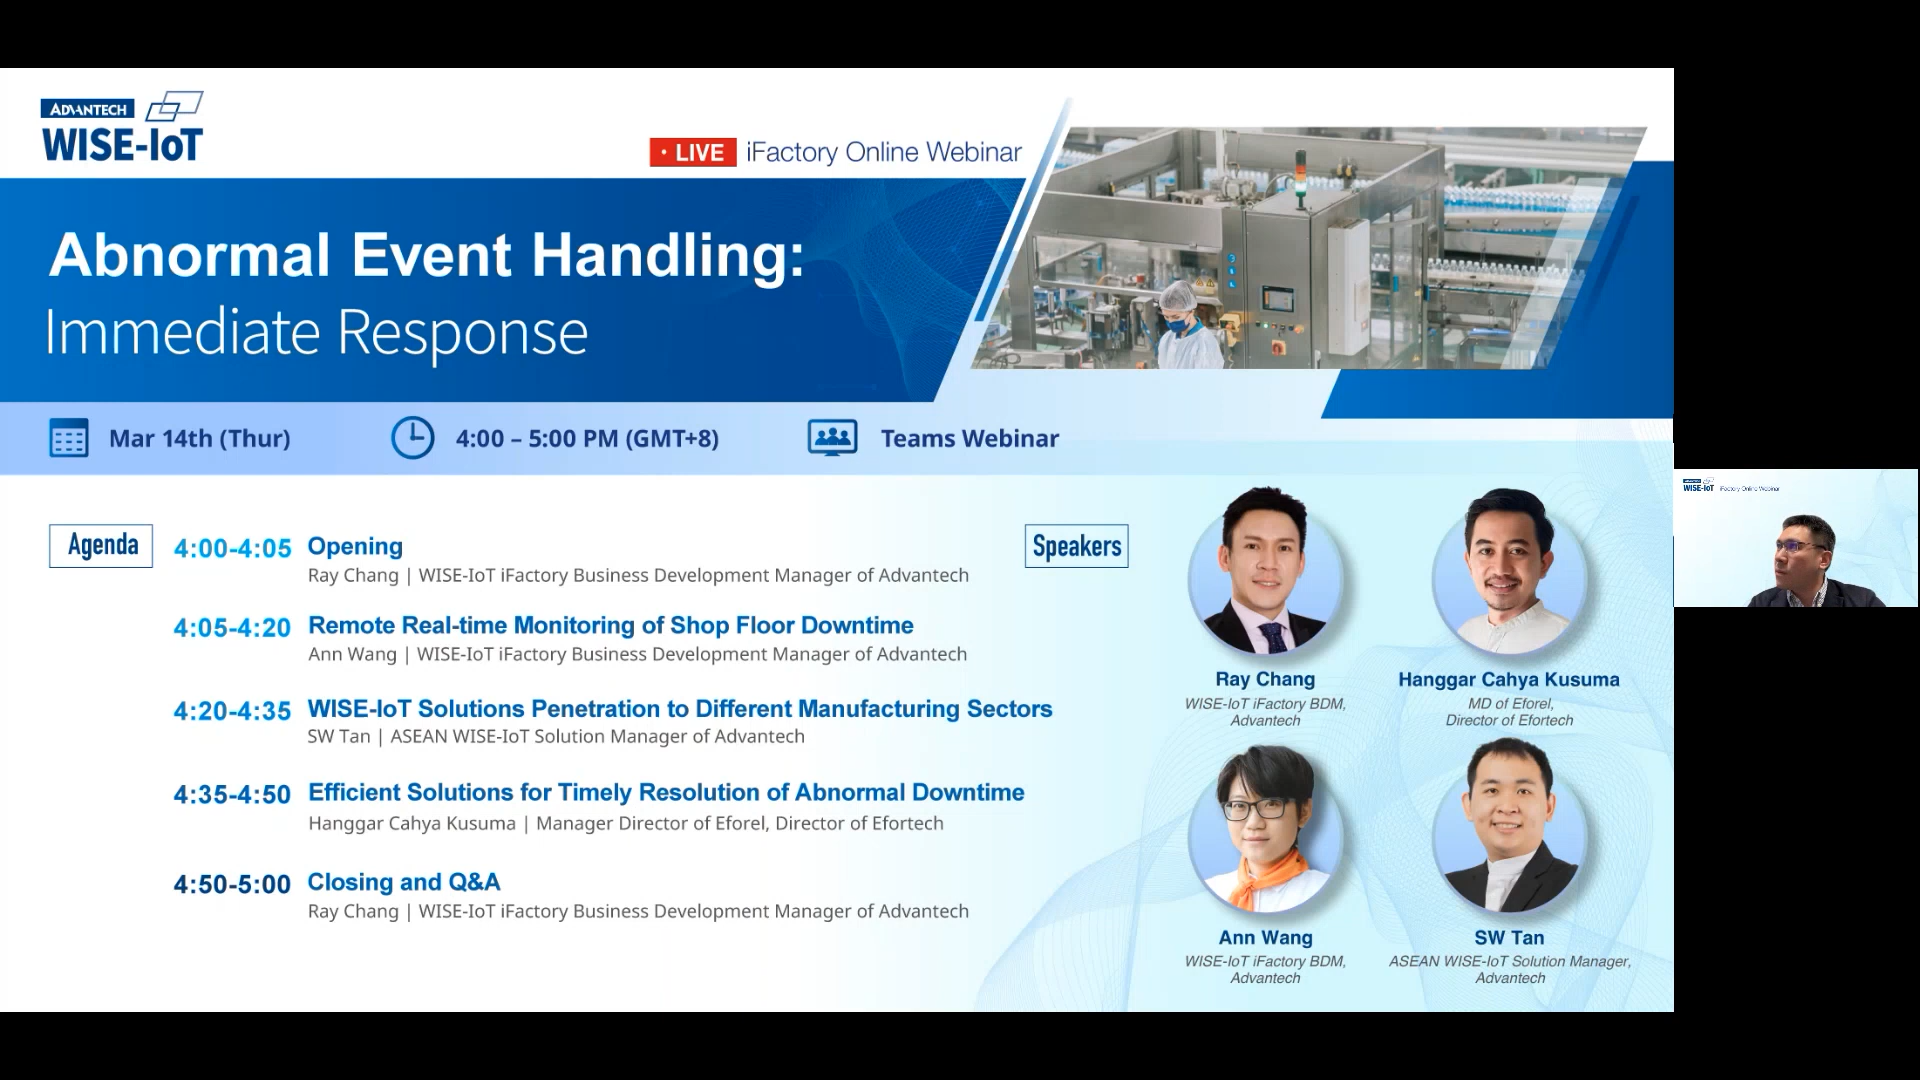 ADVANTECH
WISE-IoT
LIVE iFactory Online Webinar
Abnormal Event Handling:
Immediate Response
Mar 14th (Thur)
4:00 – 5:00 PM (GMT+8)
Teams Webinar
Agenda
4:00-4:05 Opening
Ray Chang | WISE-IoT iFactory Business Development Manager of Advantech
4:05-4:20 Remote Real-time Monitoring of Shop Floor Downtime
Ann Wang | WISE-IoT iFactory Business Development Manager of Advantech
4:20-4:35 WISE-IoT Solutions Penetration to Different Manufacturing Sectors
SW Tan | ASEAN WISE-IoT Solution Manager of Advantech
4:35-4:50 Efficient Solutions for Timely Resolution of Abnormal Downtime
Hanggar Cahya Kusuma | Manager Director of Eforel, Director of Efortech
4:50-5:00 Closing and Q&A
Ray Chang | WISE-IoT iFactory Business Development Manager of Advantech
Speakers
Ray Chang
WISE-IoT iFactory BDM,
Advantech
Hanggar Cahya Kusuma
MD of Eforel,
Director of Efortech
Ann Wang
WISE-IoT iFactory BDM,
Advantech
SW Tan
ASEAN WISE-IoT Solution Manager,
Advantech
ADVANTECH
WISE-IoT iFactory Online Webinar